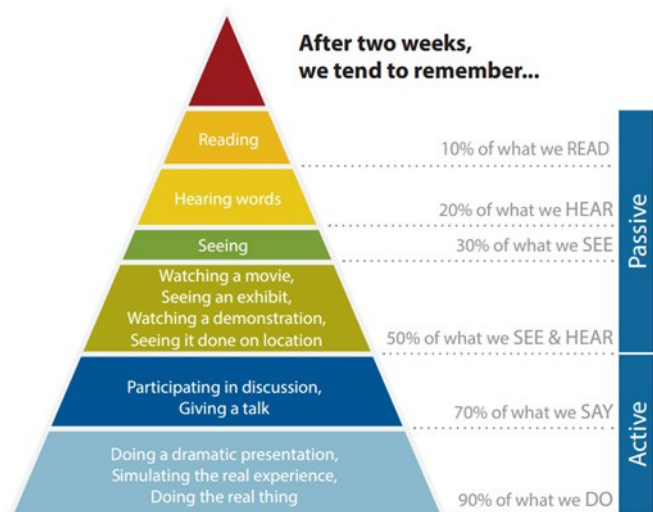 After two weeks,
we tend to remember...
Reading
10% of what we READ
Hearing words
20% of what we HEAR
Seeing
30% of what we SEE
Watching a movie,
Seeing an exhibit,
Watching a demonstration,
Seeing it done on location
50% of what we SEE & HEAR
Passive
Participating in discussion,
Giving a talk
70% of what we SAY
Doing a dramatic presentation,
Simulating the real experience,
Doing the real thing
90% of what we DO
Active